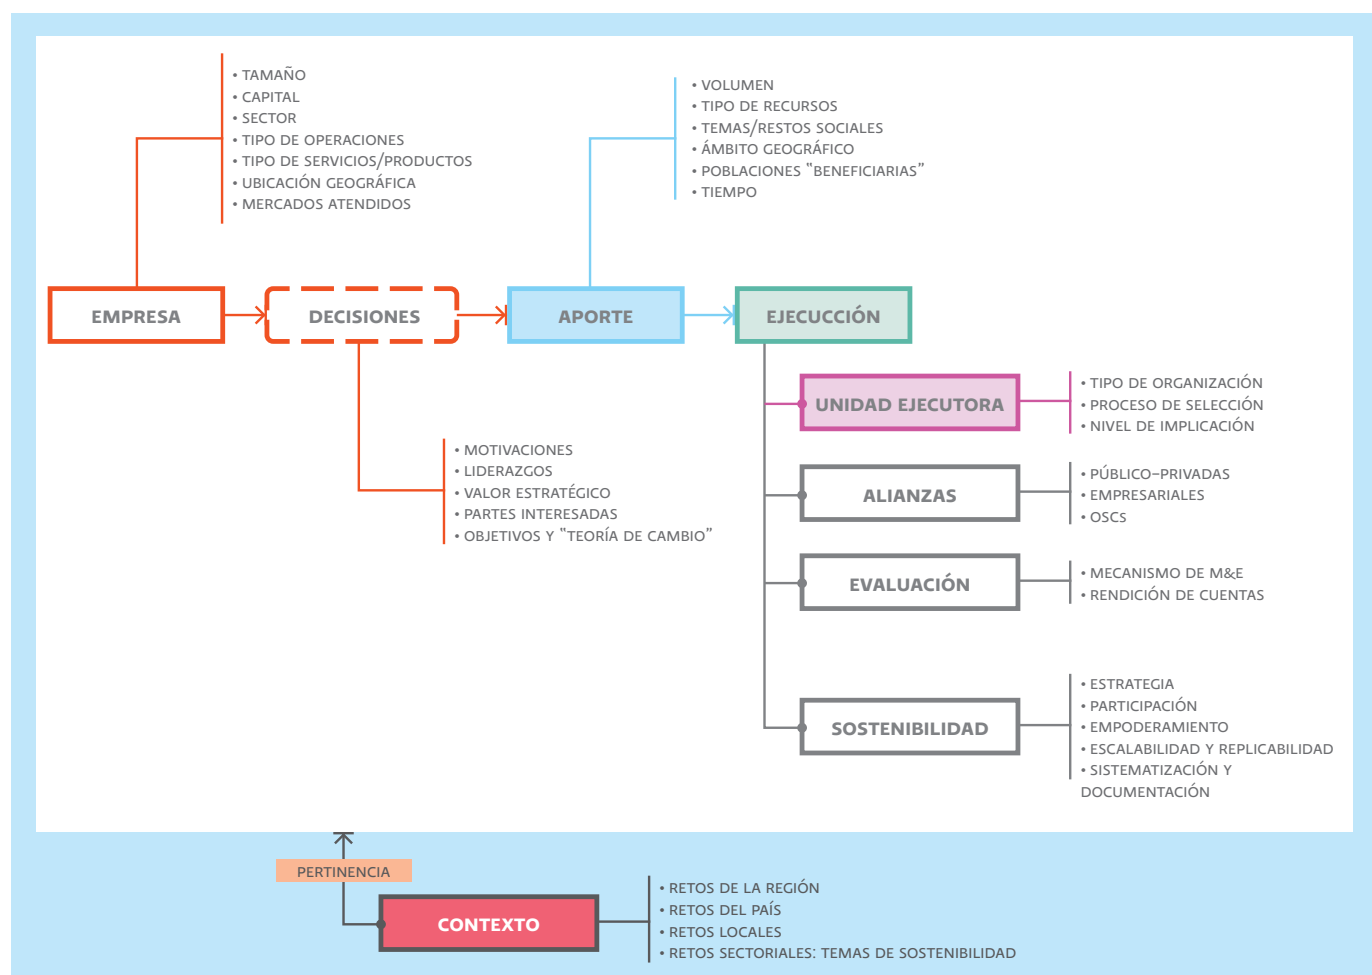 • TAMAÑO
• CAPITAL
• SECTOR
• TIPO DE OPERACIONES
• TIPO DE SERVICIOS/PRODUCTOS
• UBICACIÓN GEOGRÁFICA
• MERCADOS ATENDIDOS
• VOLUMEN
• TIPO DE RECURSOS
• TEMAS/RESTOS SOCIALES
• ÁMBITO GEOGRÁFICO
• POBLACIONES “BENEFICIARIAS”
• TIEMPO
EMPRESA
DECISIONES
APORTE
EJECUCCIÓN
• MOTIVACIONES
• LIDERAZGOS
• VALOR ESTRATÉGICO
• PARTES INTERESADAS
• OBJETIVOS Y “TEORÍA DE CAMBIO”
UNIDAD EJECUTORA
• TIPO DE ORGANIZACIÓN
• PROCESO DE SELECCIÓN
• NIVEL DE IMPLICACIÓN
ALIANZAS
• PÚBLICO–PRIVADAS
• EMPRESARIALES
• OSCs
EVALUACIÓN
• MECANISMO DE M&E
• RENDICIÓN DE CUENTAS
SOSTENIBILIDAD
• ESTRATEGIA
• PARTICIPACIÓN
• EMPODERAMIENTO
• ESCALABILIDAD Y REPLICABILIDAD
• SISTEMATIZACIÓN Y
DOCUMENTACIÓN
PERTINENCIA
CONTEXTO
• RETOS DE LA REGIÓN
• RETOS DEL PAÍS
• RETOS LOCALES
• RETOS SECTORIALES: TEMAS DE SOSTENIBILIDAD